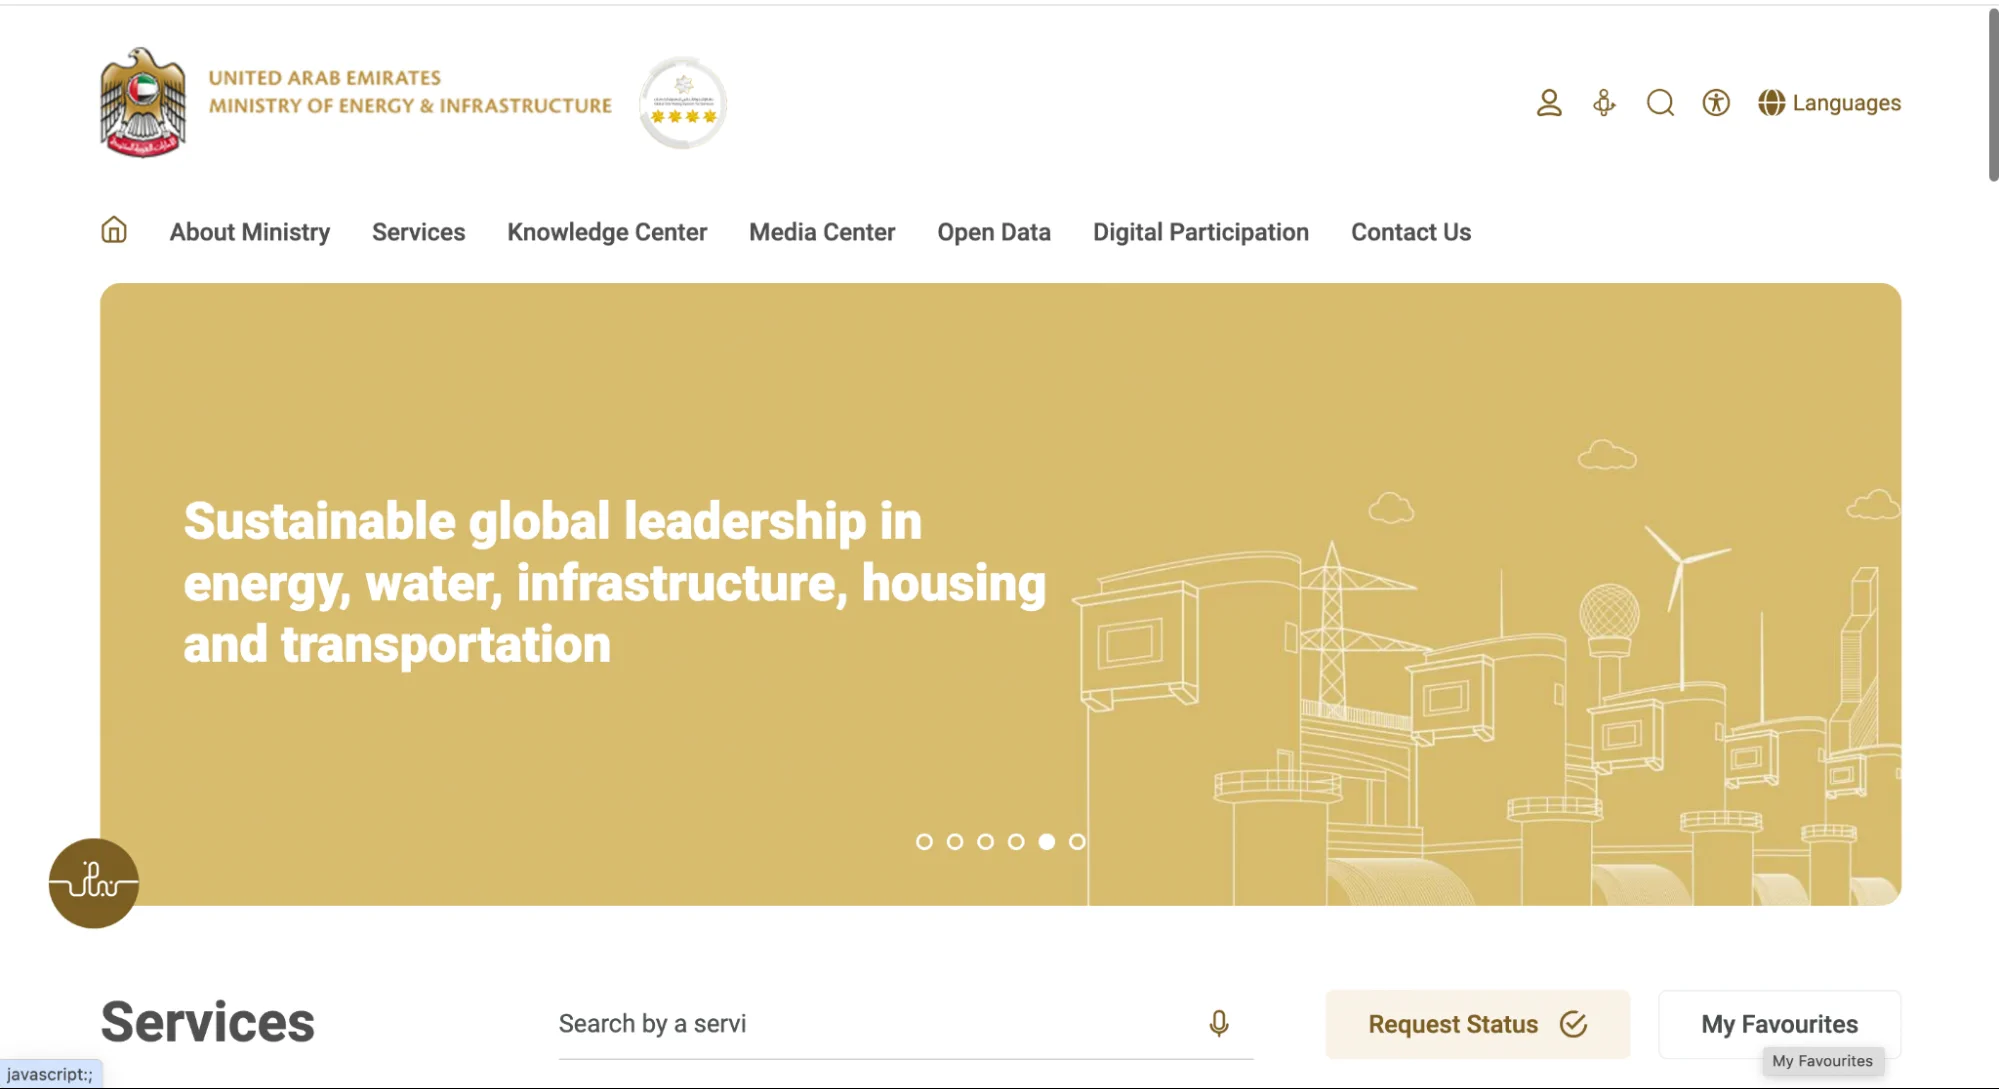 UNITED ARAB EMIRATES
MINISTRY OF ENERGY & INFRASTRUCTURE
Languages
About Ministry
Services
Knowledge Center
Media Center
Open Data
Digital Participation
Contact Us
Sustainable global leadership in
energy, water, infrastructure, housing
and transportation
Services
Search by a servi
Request Status
My Favourites
My Favourites
javascript:;